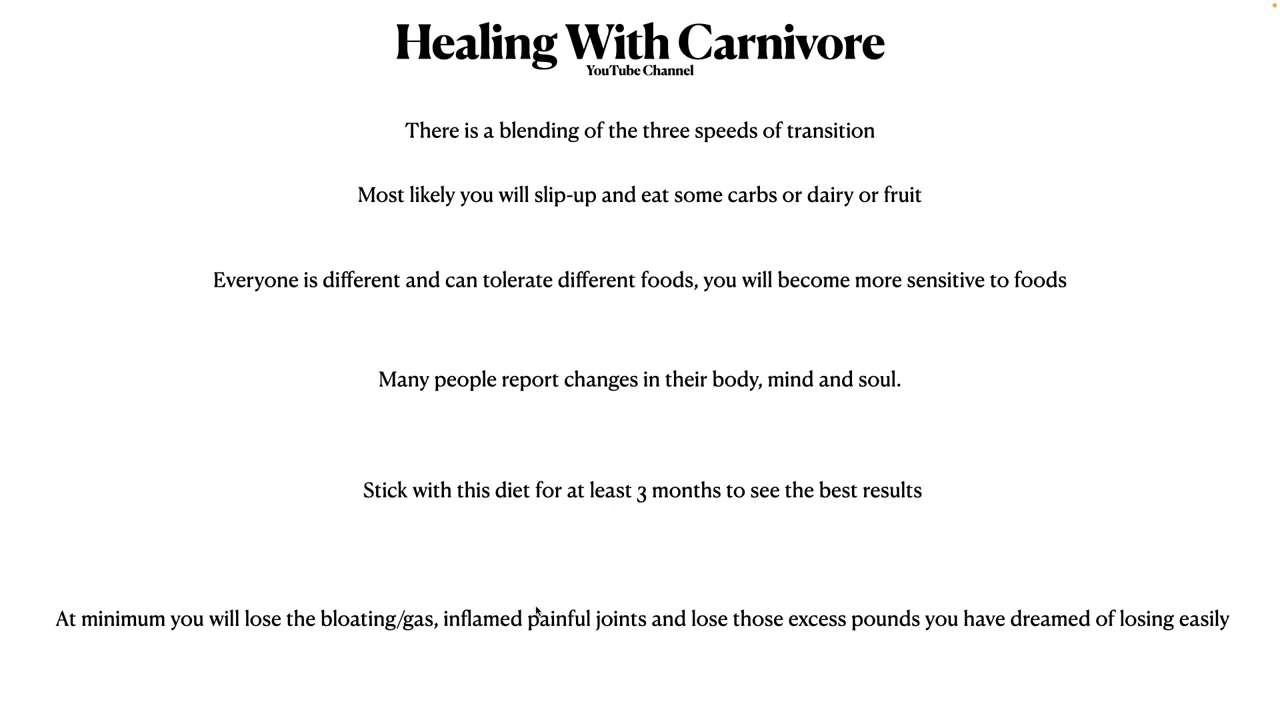 Healing With Carnivore
YouTube Channel
There is a blending of the three speeds of transition
Most likely you will slip-up and eat some carbs or dairy or fruit
Everyone is different and can tolerate different foods, you will become more sensitive to foods
Many people report changes in their body, mind and soul.
Stick with this diet for at least 3 months to see the best results
At minimum you will lose the bloating/gas, inflamed painful joints and lose those excess pounds you have dreamed of losing easily